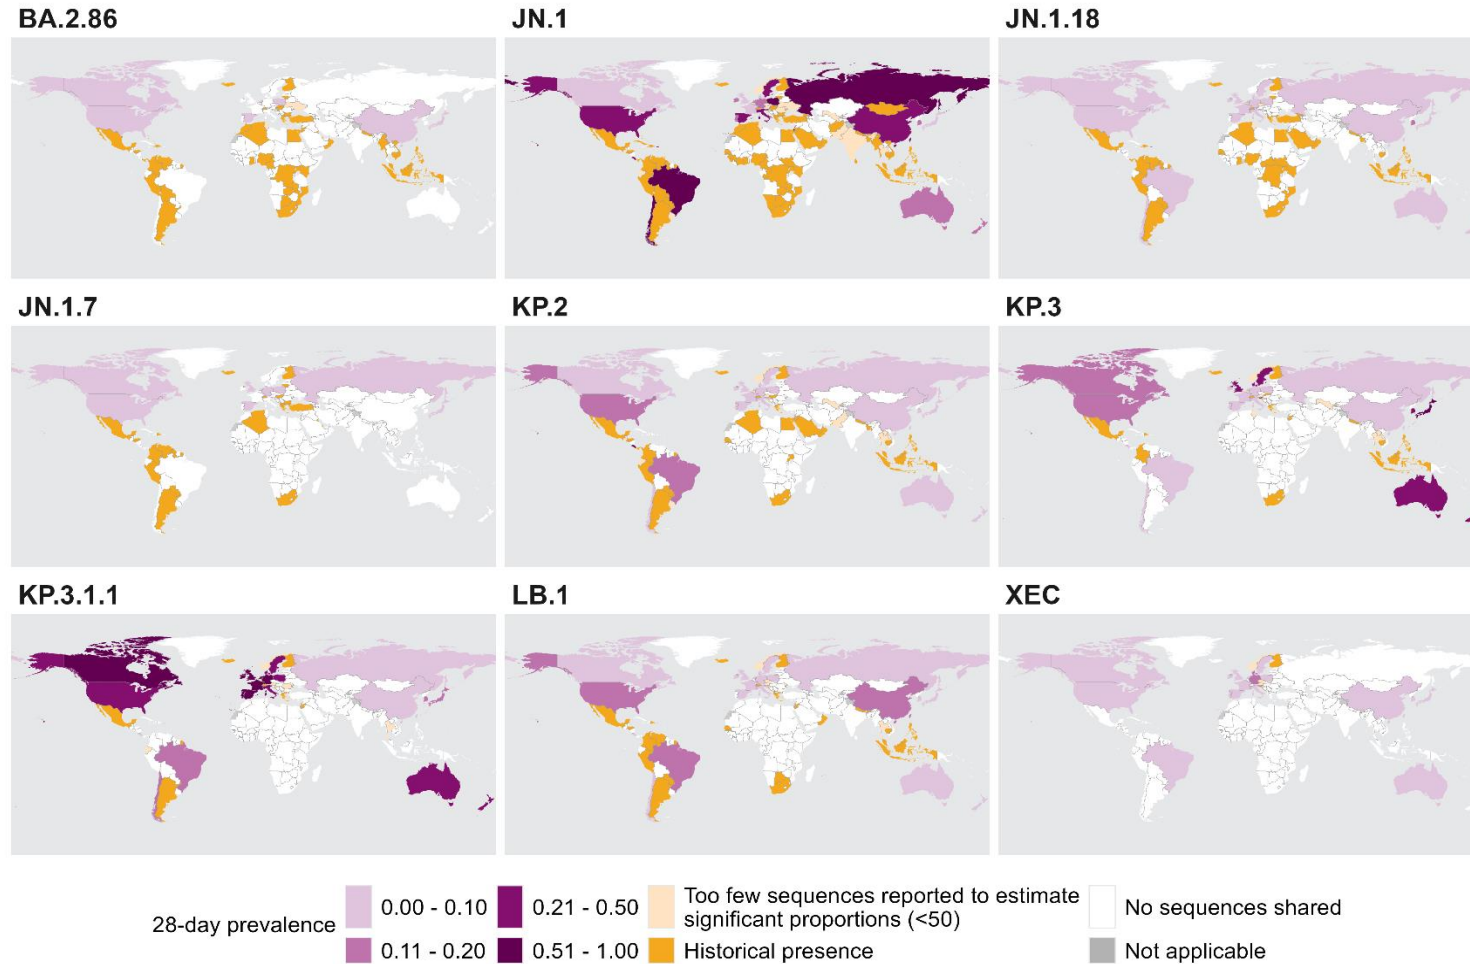 BA.2.86
JN.1
JN.1.18
JN.1.7
KP.2
KP.3
KP.3.1.1
LB.1
XEC
28-day prevalence
0.00 - 0.10
0.11 - 0.20
0.21 - 0.50
0.51 - 1.00
Too few sequences reported to estimate
significant proportions (<50)
Historical presence
No sequences shared
Not applicable